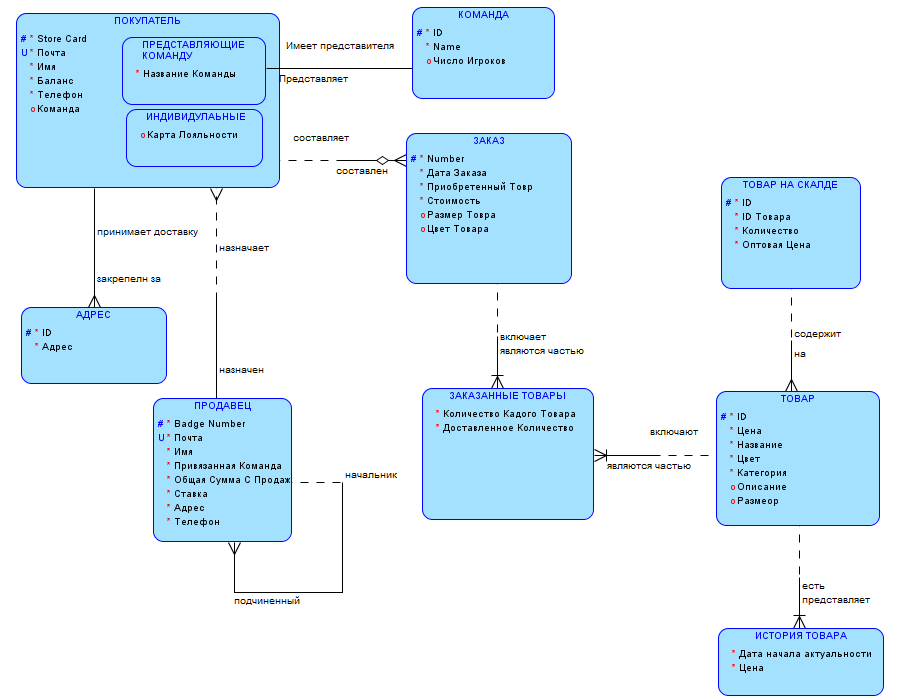 ПОКУПАТЕЛЬ
# * Store Card
U * Почта
* Имя
* Баланс
* Телефон
o Команда
ПРЕДСТАВЛЯЮЩИЕ
КОМАНДУ
* Название Команды
ИНДИВИДУЛАЬНЫЕ
o Карта Лояльности
Имеет представителя
Представляет
КОМАНДА
# * ID
* Name
o Число Игроков
составляет
составлен
ЗАКАЗ
# * Number
* Дата Заказа
* Приобретенный Товр
* Стоимость
o Размер Товра
o Цвет Товара
ТОВАР НА СКАЛДЕ
# * ID
* ID Товара
* Количество
* Оптовая Цена
принимает доставку
закрепелн за
назначает
назначен
АДРЕС
# * ID
* Адрес
включает
являются частью
содержит
на
ПРОДАВЕЦ
# * Badge Number
U * Почта
* Имя
* Привязанная Команда
* Общая Сумма С Продаж
* Ставка
* Адрес
* Телефон
начальник
подчиненный
ЗАКАЗАННЫЕ ТОВАРЫ
* Количество Кадого Товара
* Доставленное Количество
включают
являются частью
ТОВАР
# * ID
* Цена
* Название
* Цвет
* Категория
o Описание
o Размеор
есть
представляет
ИСТОРИЯ ТОВАРА
* Дата начала актуальности
* Цена